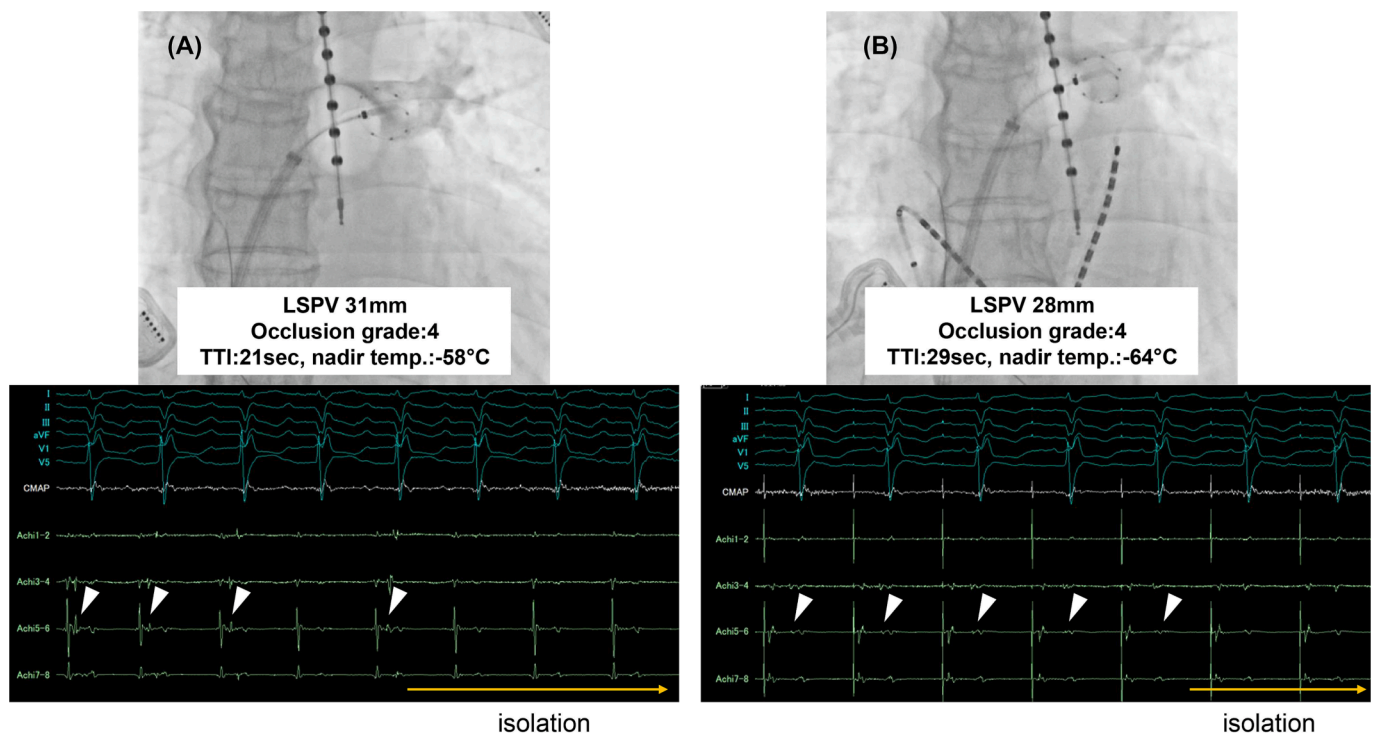 (A)
LSPV 31mm
Occlusion grade:4
TTI:21sec, nadir temp.:-58°C
I
II
III
aVF
V1
V5
CMAP
Achi1-2
Achi3-4
Achi5-6
Achi7-8
isolation
(B)
LSPV 28mm
Occlusion grade:4
TTI:29sec, nadir temp.:-64°C
I
II
III
aVF
V1
V5
CMAP
Achi1-2
Achi3-4
Achi5-6
Achi7-8
isolation